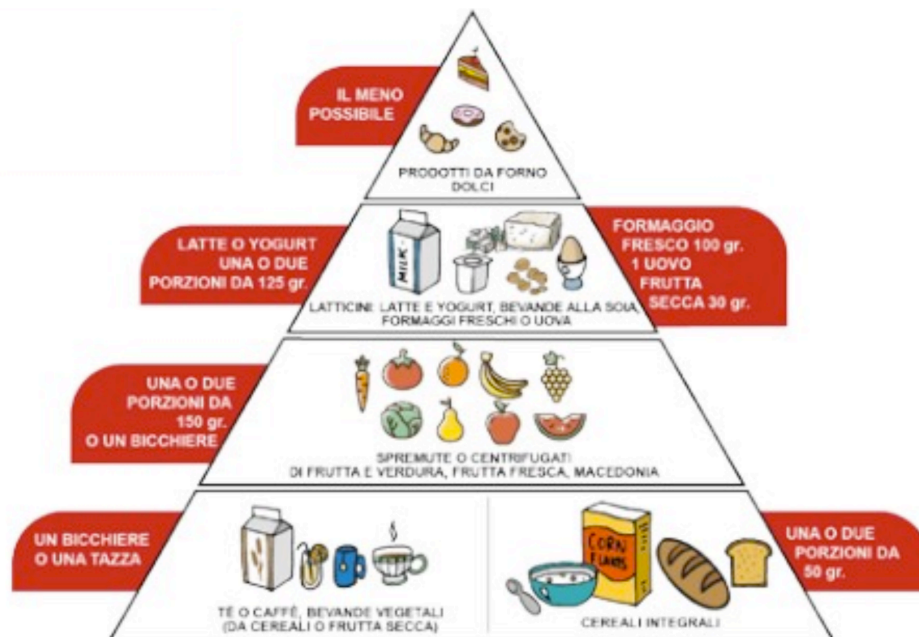 IL MENO
POSSIBILE
PRODOTTI DA FORNO
DOLCI
LATTE O YOGURT
UNA O DUE
PORZIONI DA 125 gr.
FORMAGGIO
FRESCO 100 gr.
1 UOVO
FRUTTA
SECCA 30 gr.
MILK
LATTICINI: LATTE E YOGURT, BEVANDE ALLA SOIA,
FORMAGGI FRESCHI O UOVA
UNA O DUE
PORZIONI DA
150 gr.
O UN BICCHIERE
SPREMUTE O CENTRIFUGATI
DI FRUTTA E VERDURA, FRUTTA FRESCA, MACEDONIA
UN BICCHIERE
O UNA TAZZA
TÉ O CAFFÈ, BEVANDE VEGETALI
(DA CEREALI O FRUTTA SECCA)
CORN
FLAKES
CEREALI INTEGRALI
UNA O DUE
PORZIONI DA
50 gr.